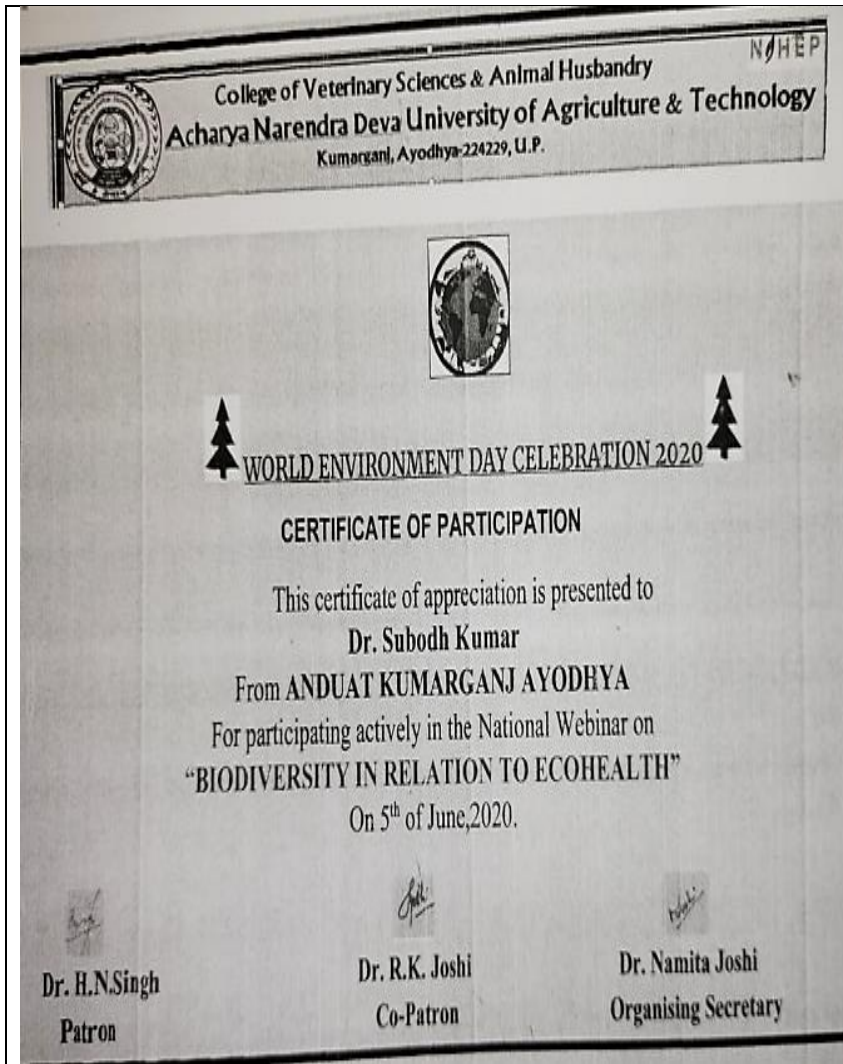 NAHEP
College of Veterinary Sciences & Animal Husbandry
Acharya Narendra Deva University of Agriculture & Technology
Kumarganj, Ayodhya-224229, U.P.
WORLD ENVIRONMENT DAY CELEBRATION 2020
CERTIFICATE OF PARTICIPATION
This certificate of appreciation is presented to
Dr. Subodh Kumar
From ANDUAT KUMARGANJ AYODHYA
For participating actively in the National Webinar on
“BIODIVERSITY IN RELATION TO ECOHEALTH”
On 5th of June,2020.
Dr. H.N.Singh
Patron
Dr. R.K. Joshi
Co-Patron
Dr. Namita Joshi
Organising Secretary